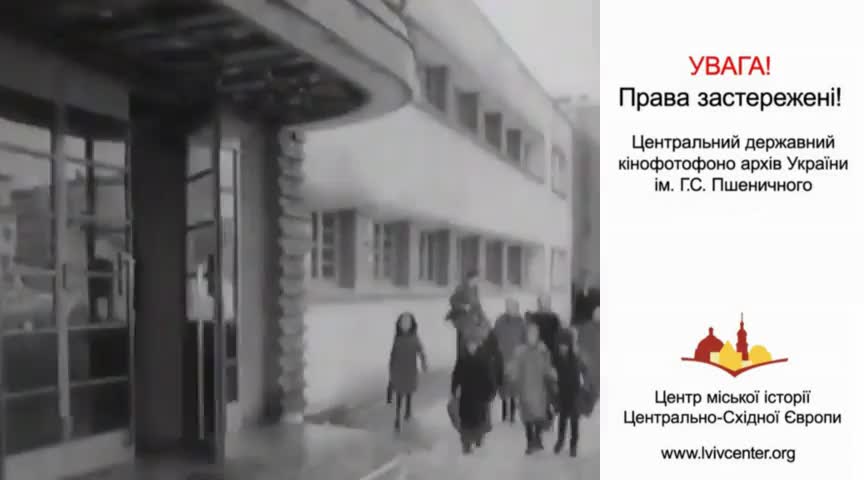 УВАГА!
Права застережені!
Центральний державний
кінофотофоно архів України
ім. Г.С. Пшеничного
Центр міської історії
Центрально-Східної Європи
www.lvivcenter.org